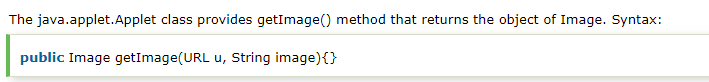 The java.applet.Applet class provides getImage() method that returns the object of Image. Syntax:
public Image getImage(URL u, String image){}